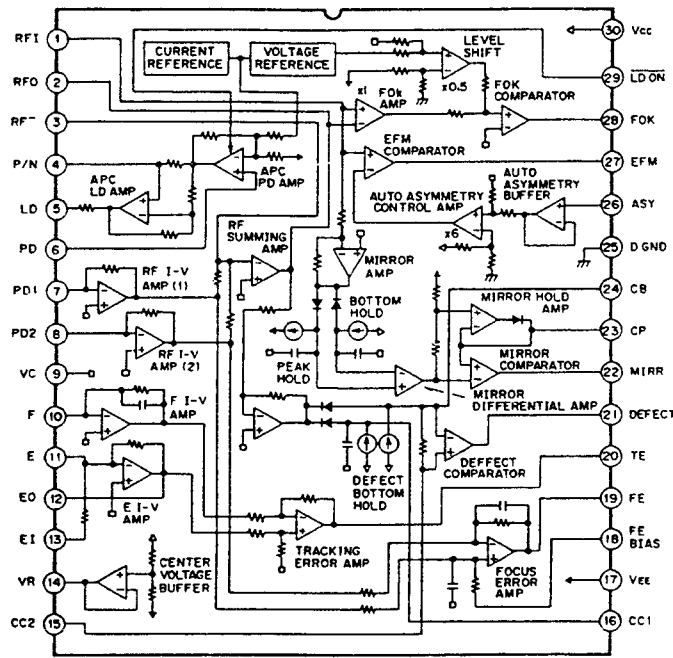 RFI 1
RFO 2
RF⁻ 3
P/N 4
LD 5
PD 6
PD1 7
PD2 8
VC 9
F 10
E 11
EO 12
EI 13
VR 14
CC2 15
CURRENT
REFERENCE
VOLTAGE
REFERENCE
LEVEL
SHIFT
×0.5
×1
FOK
AMP
FOK
COMPARATOR
EFM
COMPARATOR
AUTO
ASYMMETRY
BUFFER
AUTO ASYMMETRY
CONTROL AMP
×6
APC
LD AMP
APC
PD AMP
RF
SUMMING
AMP
MIRROR
AMP
RF I-V
AMP (1)
RF I-V
AMP (2)
BOTTOM
HOLD
PEAK
HOLD
MIRROR HOLD
AMP
MIRROR
COMPARATOR
MIRROR
DIFFERENTIAL AMP
F I-V
AMP
E I-V
AMP
DEFFECT
COMPARATOR
DEFECT
BOTTOM
HOLD
TRACKING
ERROR AMP
CENTER
VOLTAGE
BUFFER
FOCUS
ERROR
AMP
30 Vcc
29 LD ON
28 FOK
27 EFM
26 ASY
25 DGND
24 CB
23 CP
22 MIRR
21 DEFECT
20 TE
19 FE
18 FE
BIAS
17 VEE
16 CC1